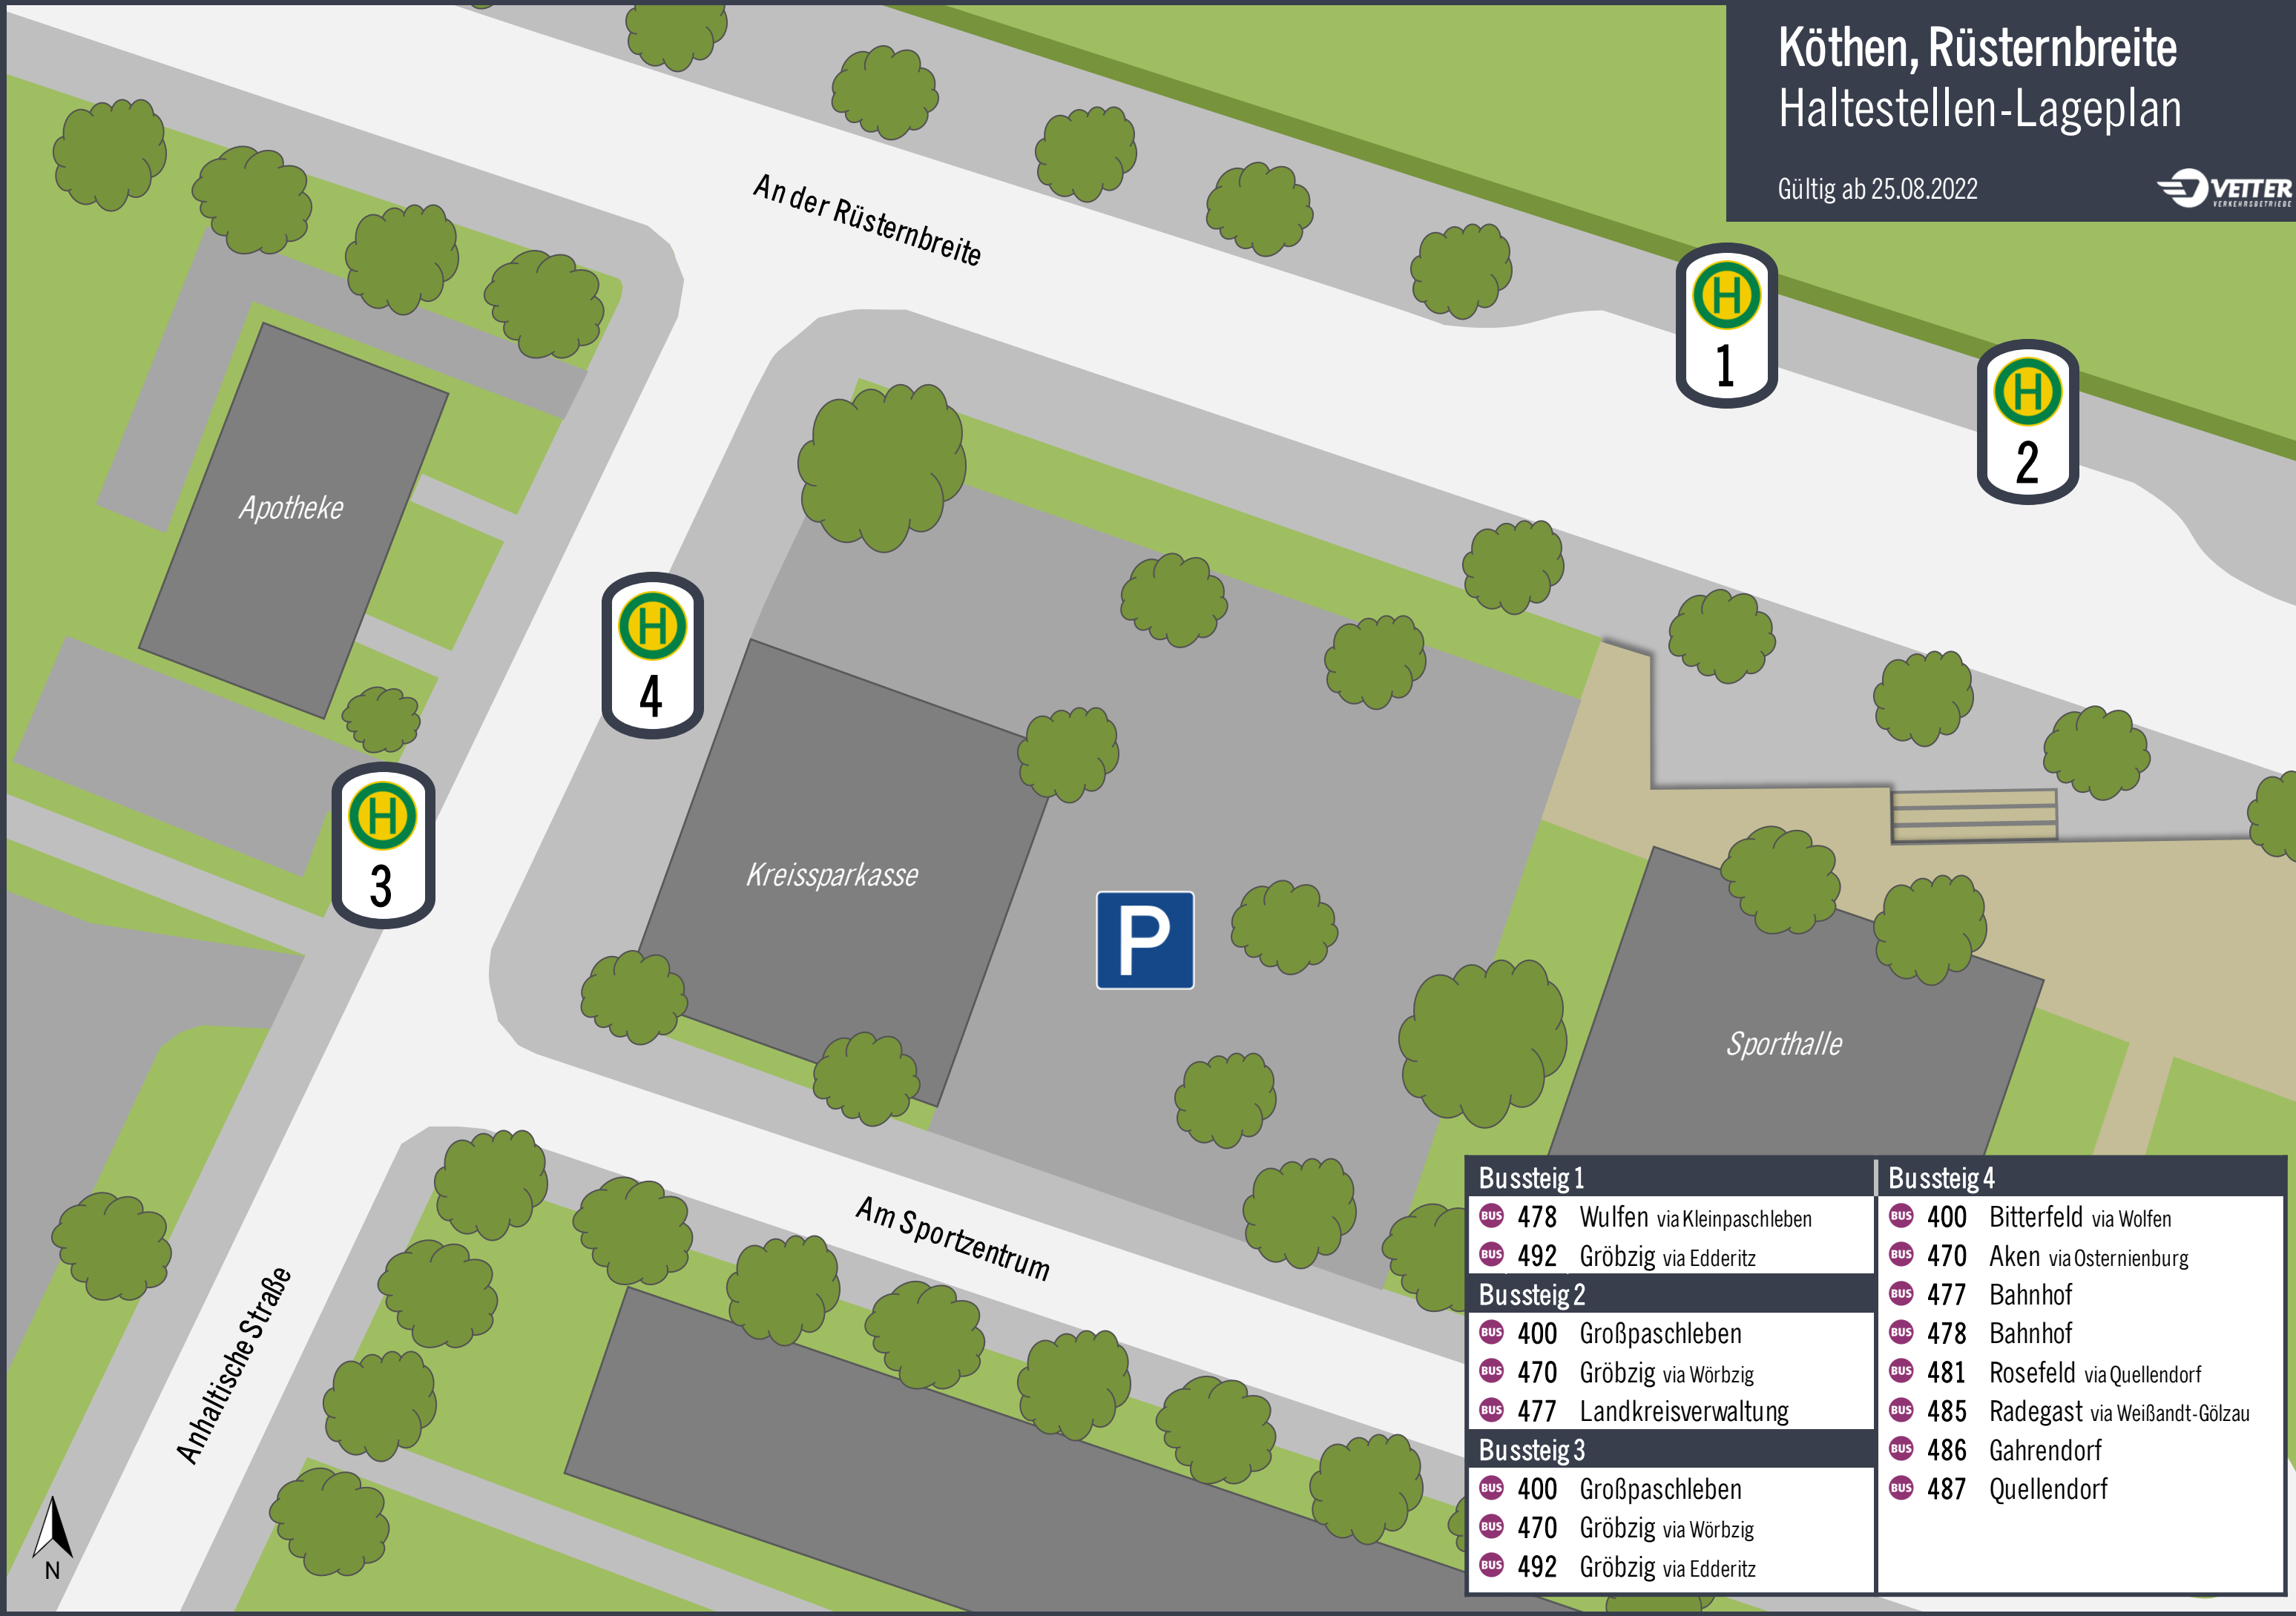 Köthen, Rüsternbreite
Haltestellen-Lageplan
Gültig ab 25.08.2022
VETTER
VERKEHRSBETRIEBE
An der Rüsternbreite
H
1
H
2
Apotheke
H
4
H
3
Kreissparkasse
P
Sporthalle
Am Sportzentrum
Anhaltische Straße
N
Bussteig 1
BUS 478 Wulfen via Kleinpaschleben
BUS 492 Gröbzig via Edderitz
Bussteig 2
BUS 400 Großpaschleben
BUS 470 Gröbzig via Wörbzig
BUS 477 Landkreisverwaltung
Bussteig 3
BUS 400 Großpaschleben
BUS 470 Gröbzig via Wörbzig
BUS 492 Gröbzig via Edderitz
Bussteig 4
BUS 400 Bitterfeld via Wolfen
BUS 470 Aken via Osternienburg
BUS 477 Bahnhof
BUS 478 Bahnhof
BUS 481 Rosefeld via Quellendorf
BUS 485 Radegast via Weißandt-Gölzau
BUS 486 Gahrendorf
BUS 487 Quellendorf